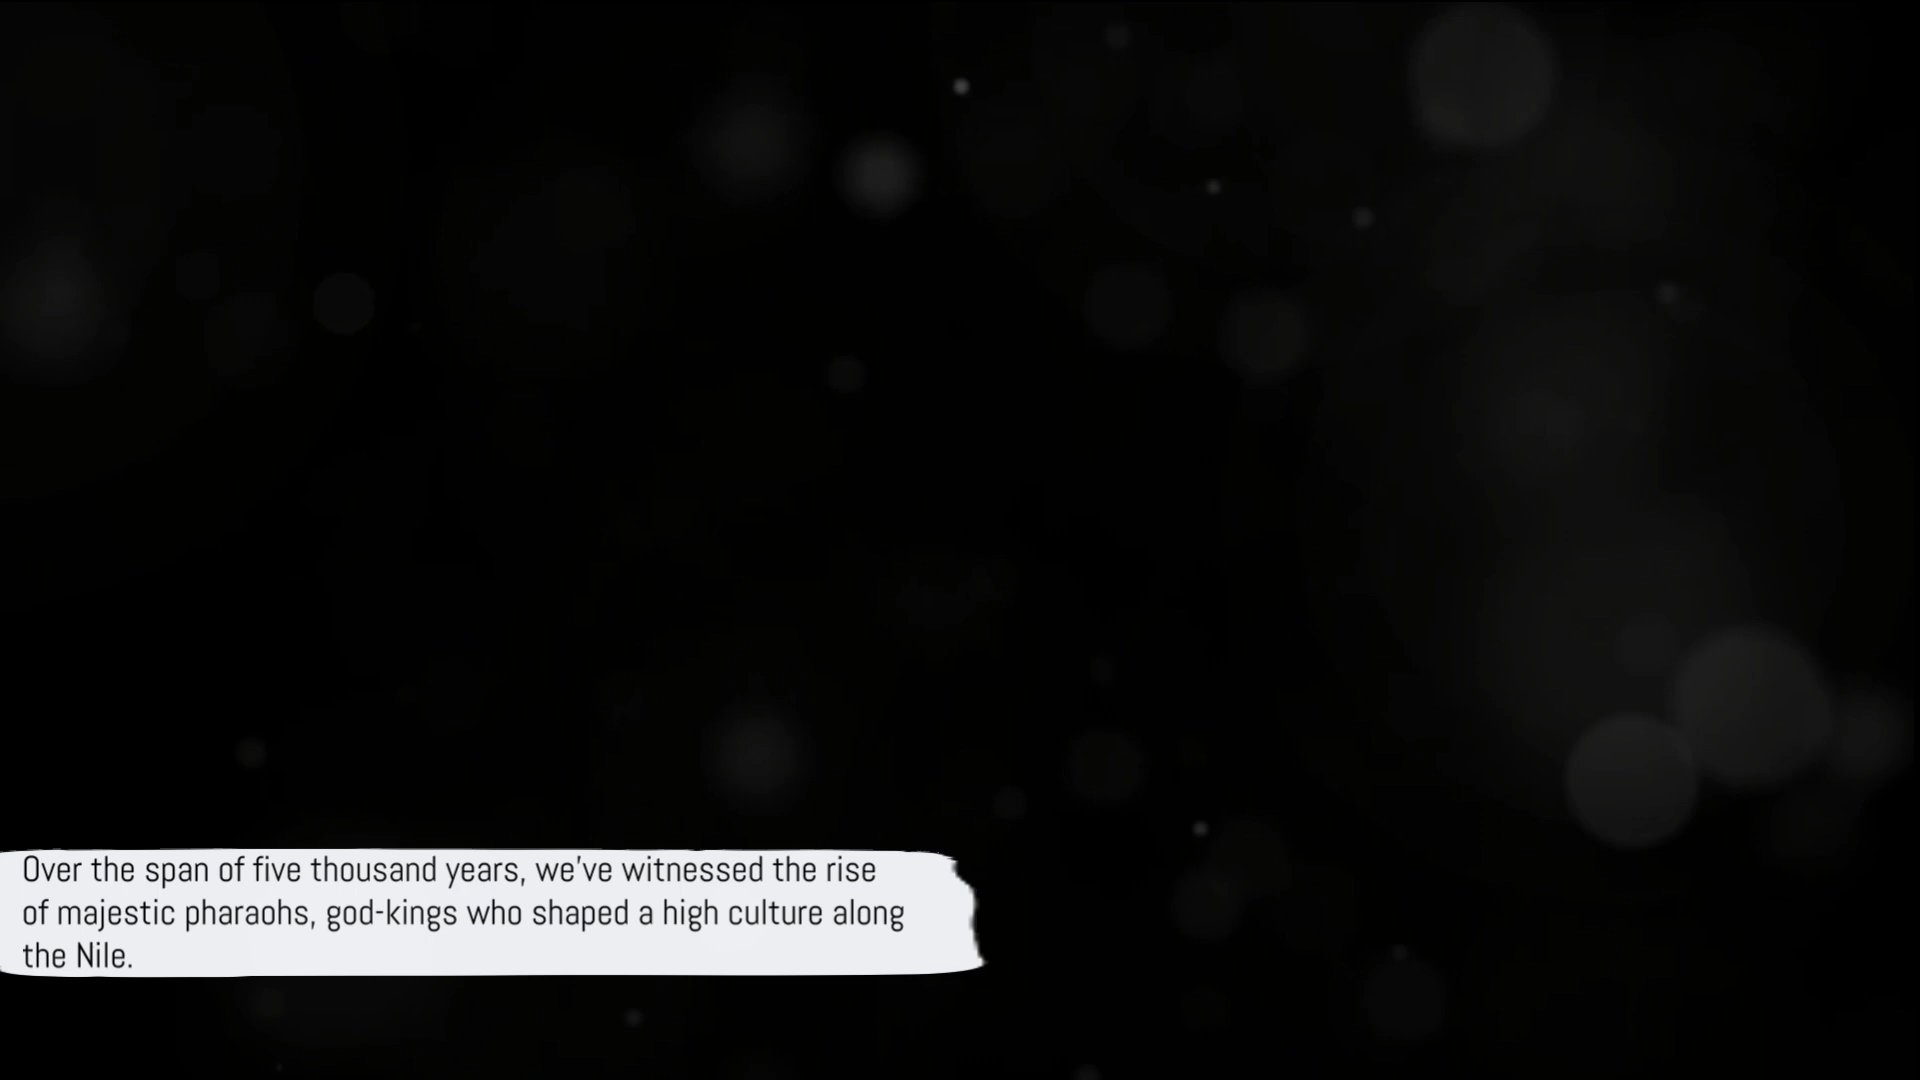 Over the span of five thousand years, we've witnessed the rise
of majestic pharaohs, god-kings who shaped a high culture along
the Nile.